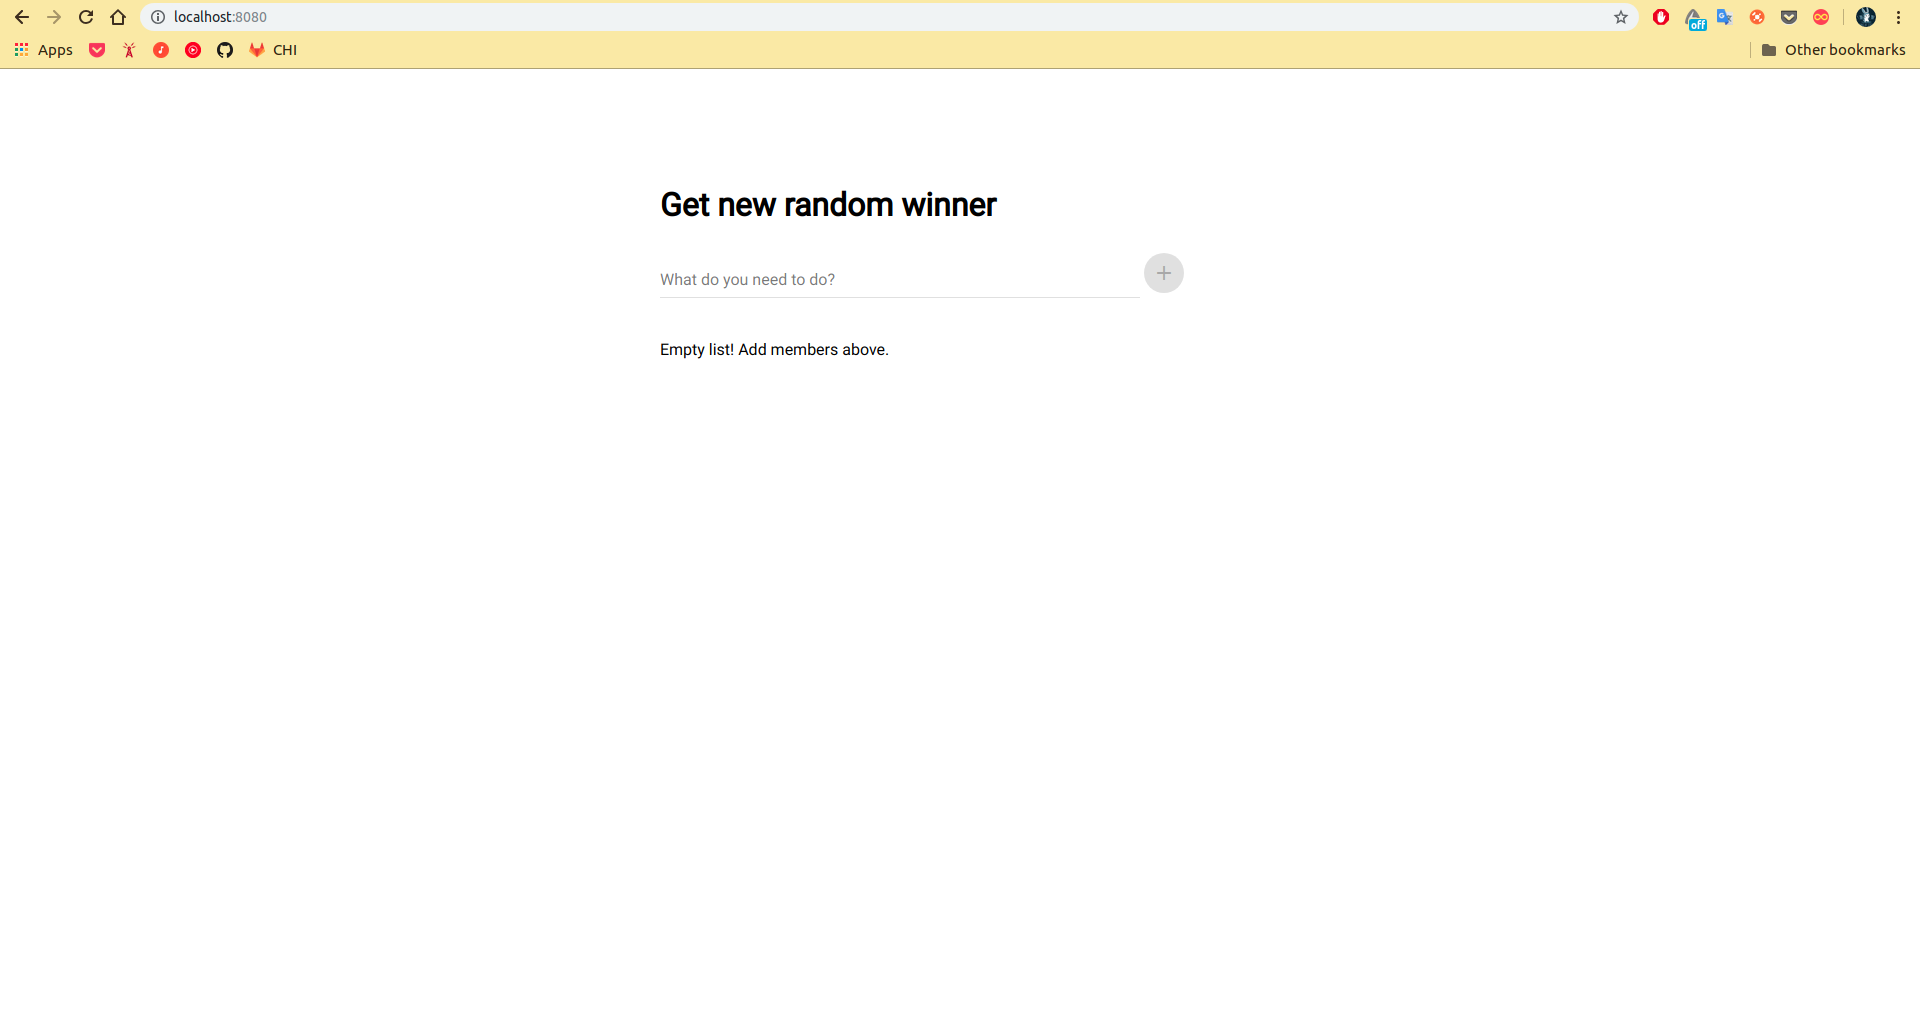 localhost:8080
off
Apps
CHI
Other bookmarks
Get new random winner
What do you need to do?
Empty list! Add members above.